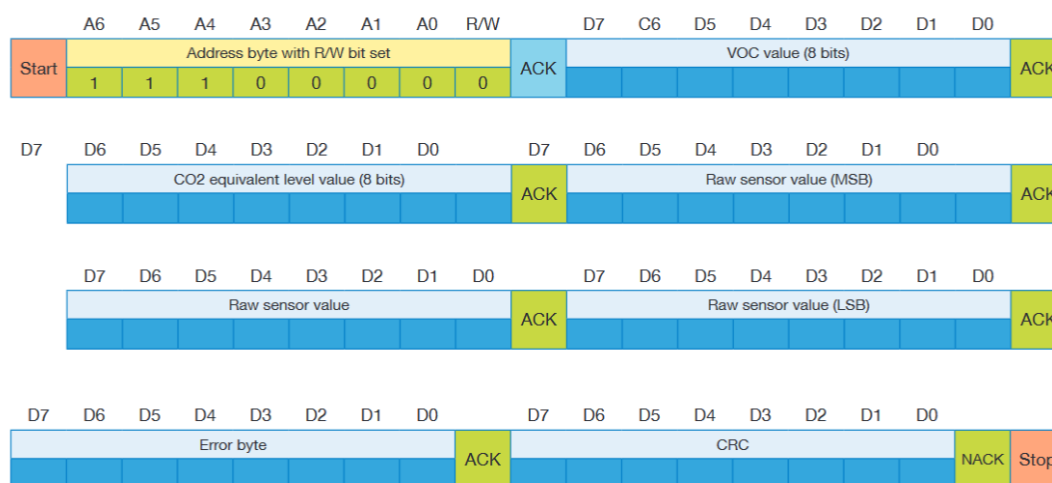 A6 A5 A4 A3 A2 A1 A0 R/W D7 C6 D5 D4 D3 D2 D1 D0
Start Address byte with R/W bit set ACK VOC value (8 bits) ACK
1 1 1 0 0 0 0 0
D7 D6 D5 D4 D3 D2 D1 D0 D7 D6 D5 D4 D3 D2 D1 D0
CO2 equivalent level value (8 bits) ACK Raw sensor value (MSB) ACK
D7 D6 D5 D4 D3 D2 D1 D0 D7 D6 D5 D4 D3 D2 D1 D0
Raw sensor value ACK Raw sensor value (LSB) ACK
D7 D6 D5 D4 D3 D2 D1 D0 D7 D6 D5 D4 D3 D2 D1 D0
Error byte ACK CRC NACK Stop